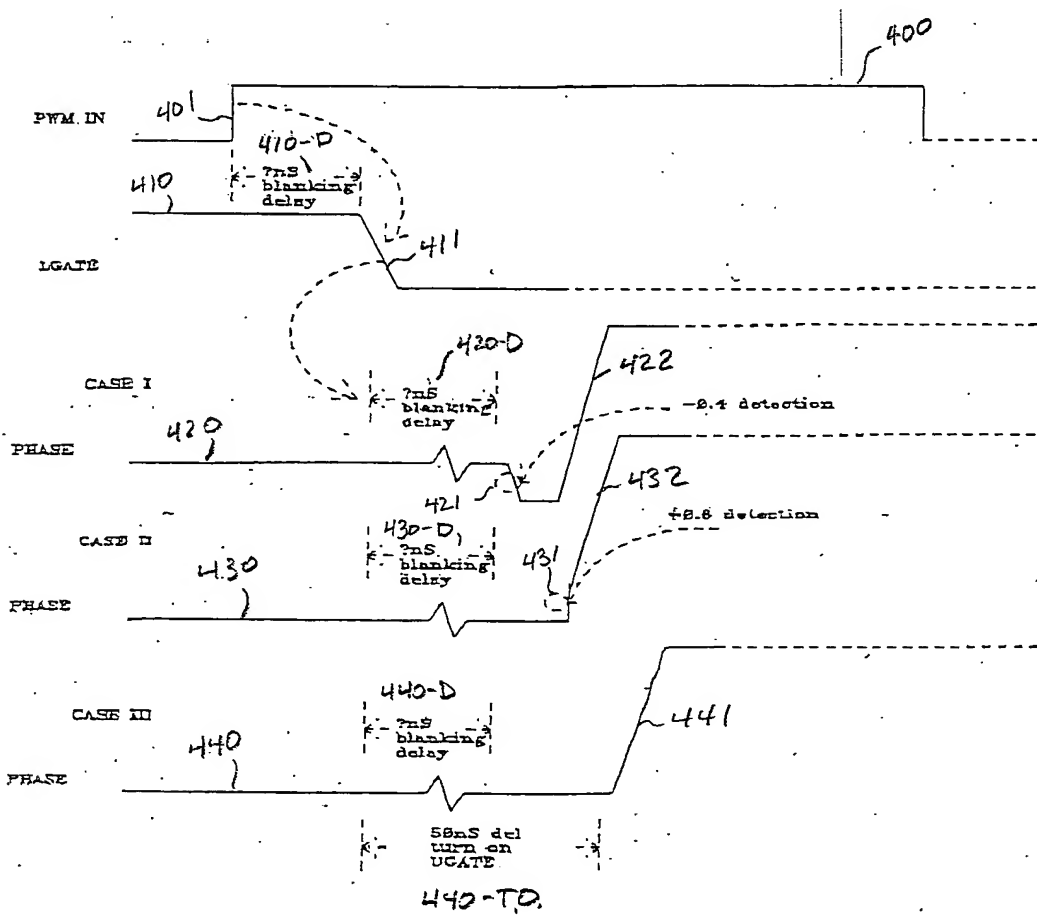 400
401
PWM. IN
410-D
?nS
blanking
delay
410
411
LGATE
420-D
CASE I
?nS
blanking
delay
422
-0.4 detection
420
PHASE
421
432
430-D
+0.8 detection
CASE II
?nS
blanking
delay
431
430
PHASE
440-D
CASE III
?nS
blanking
delay
441
440
PHASE
50nS del
turn on
UGATE
440-T.O.